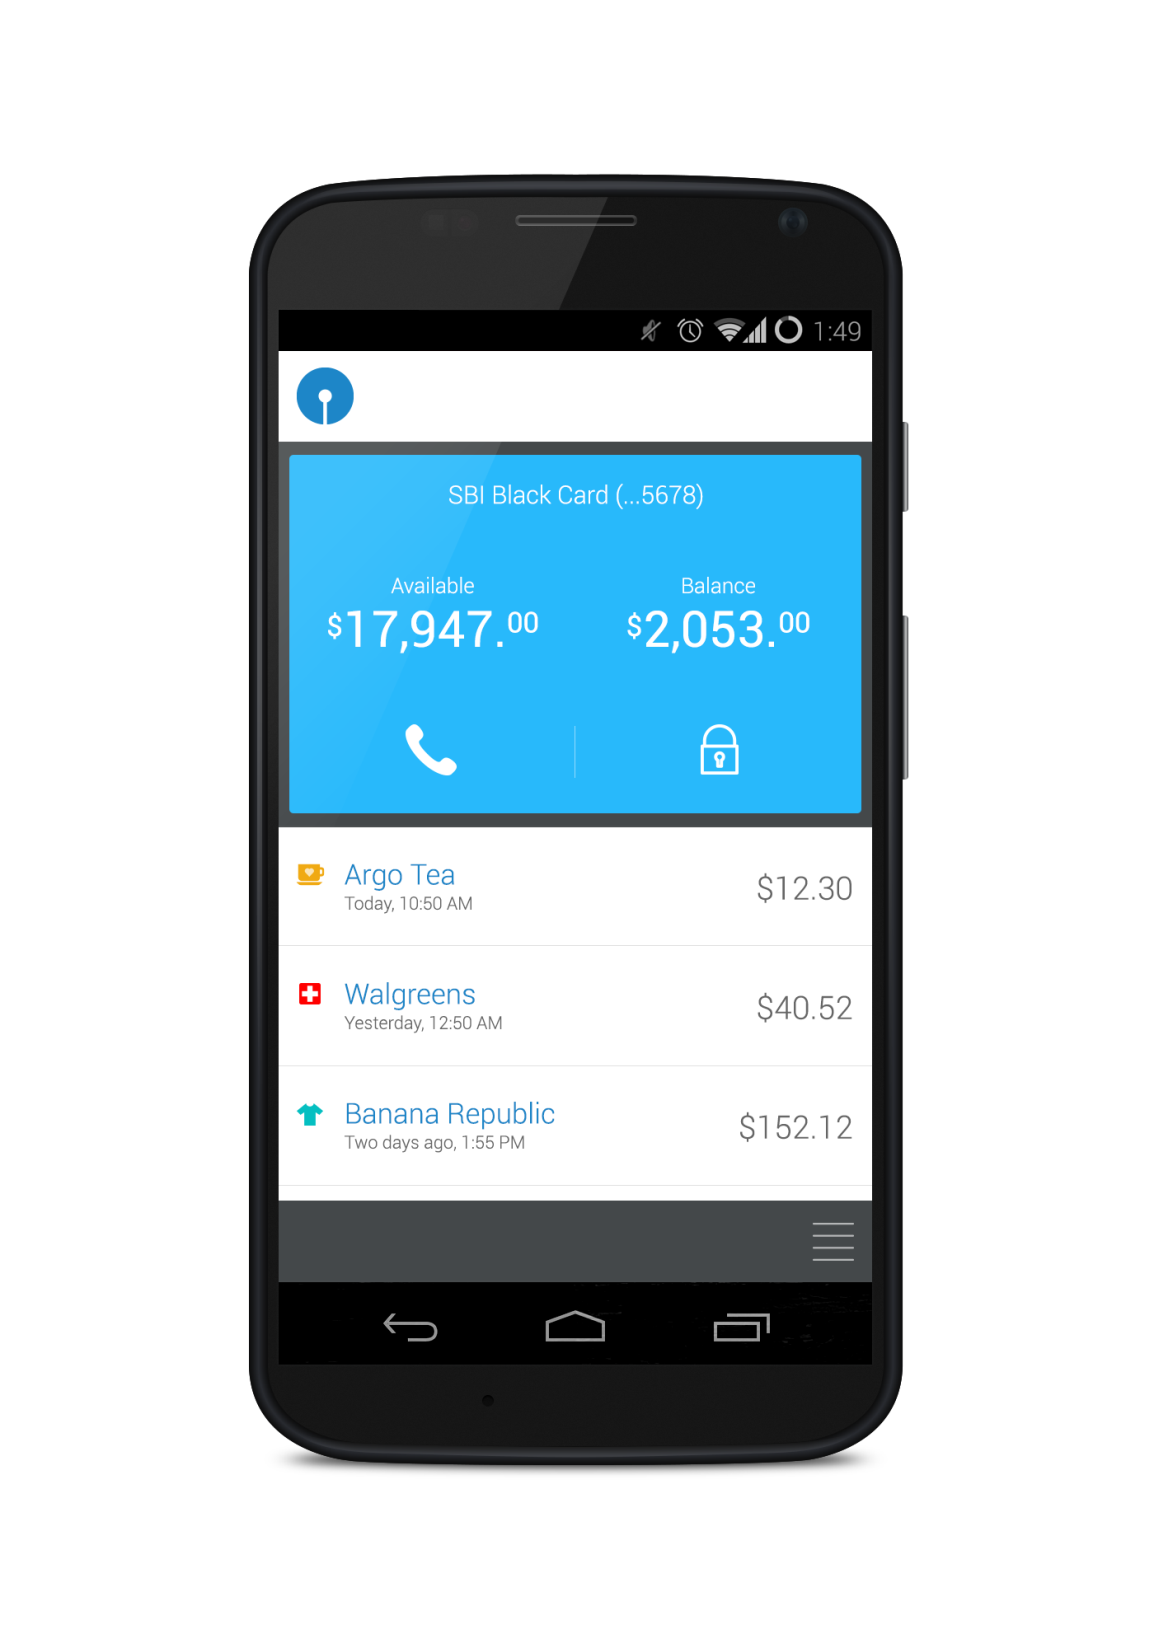 1:49
SBI Black Card (...5678)
Available Balance
$17,947.00 $2,053.00
Argo Tea
Today, 10:50 AM
$12.30
Walgreens
Yesterday, 12:50 AM
$40.52
Banana Republic
Two days ago, 1:55 PM
$152.12